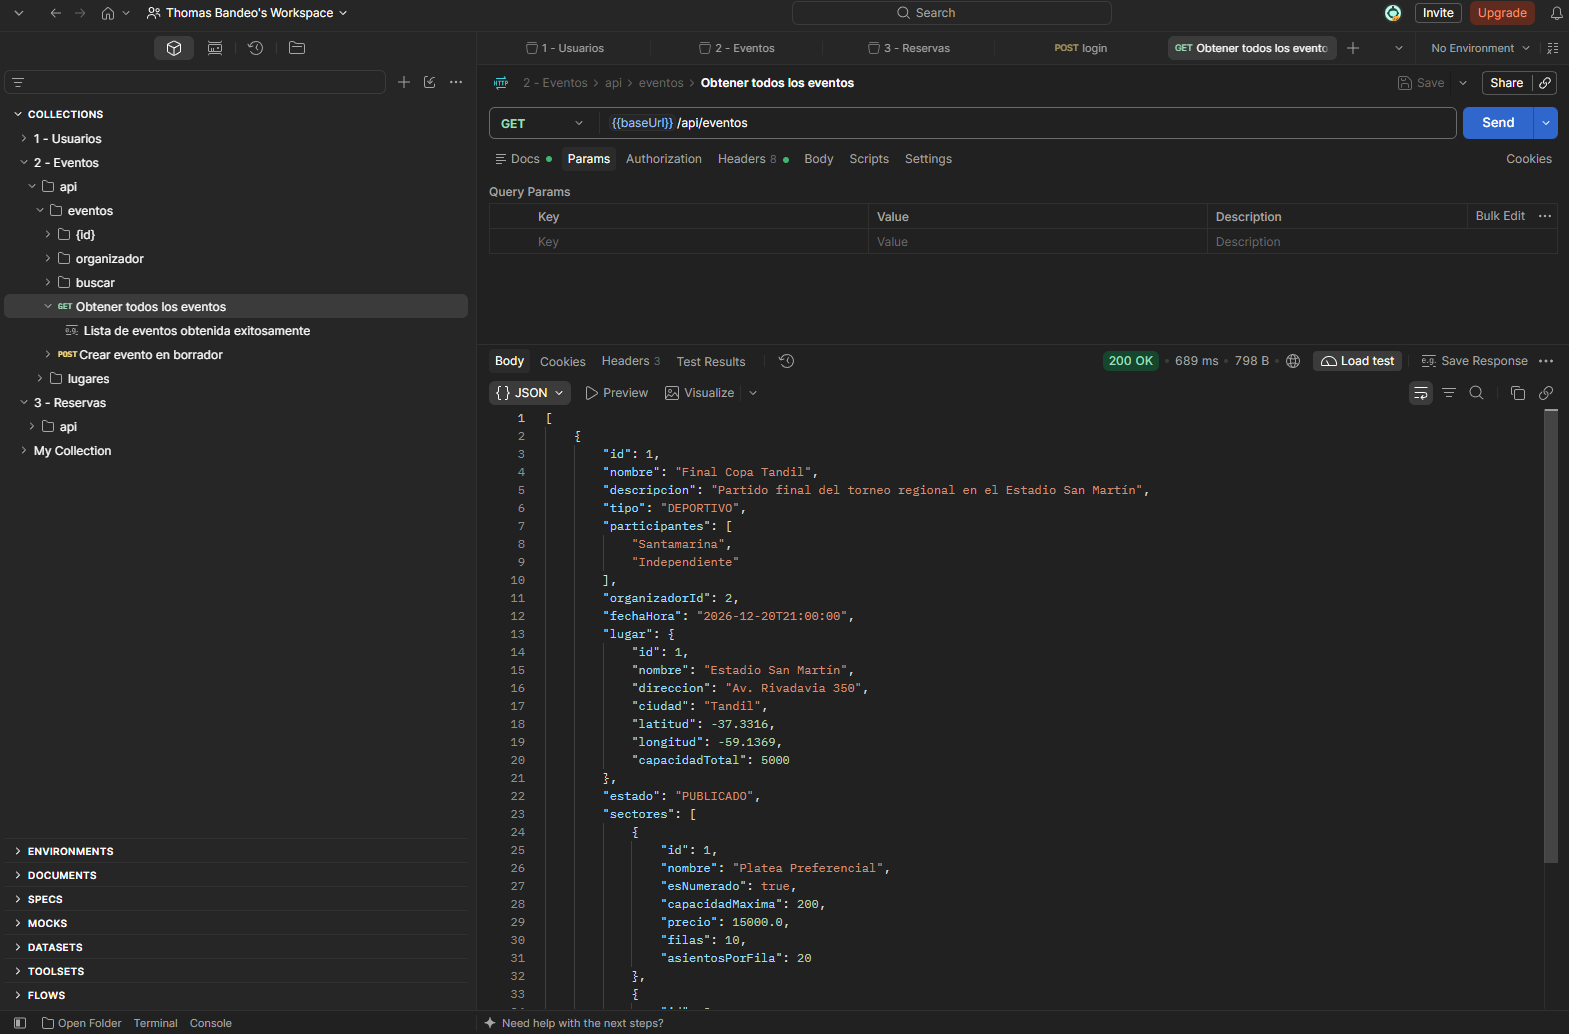 Thomas Bandeo's Workspace
Search
Invite
Upgrade
1 - Usuarios
2 - Eventos
3 - Reservas
POST login
GET Obtener todos los evento
No Environment
2 - Eventos > api > eventos > Obtener todos los eventos
Save
Share
COLLECTIONS
1 - Usuarios
2 - Eventos
api
eventos
{id}
organizador
buscar
GET Obtener todos los eventos
e.g. Lista de eventos obtenida exitosamente
POST Crear evento en borrador
lugares
3 - Reservas
api
My Collection
ENVIRONMENTS
DOCUMENTS
SPECS
MOCKS
DATASETS
TOOLSETS
FLOWS
HTTP
GET
{{baseUrl}} /api/eventos
Send
Docs
Params
Authorization
Headers 8
Body
Scripts
Settings
Cookies
Query Params
Key Value Description Bulk Edit
Key Value Description
Body
Cookies
Headers 3
Test Results
200 OK
689 ms
798 B
Load test
e.g. Save Response
{} JSON
Preview
Visualize
1 [
2 {
3 "id": 1,
4 "nombre": "Final Copa Tandil",
5 "descripcion": "Partido final del torneo regional en el Estadio San Martín",
6 "tipo": "DEPORTIVO",
7 "participantes": [
8 "Santamarina",
9 "Independiente"
10 ],
11 "organizadorId": 2,
12 "fechaHora": "2026-12-20T21:00:00",
13 "lugar": {
14 "id": 1,
15 "nombre": "Estadio San Martín",
16 "direccion": "Av. Rivadavia 350",
17 "ciudad": "Tandil",
18 "latitud": -37.3316,
19 "longitud": -59.1369,
20 "capacidadTotal": 5000
21 },
22 "estado": "PUBLICADO",
23 "sectores": [
24 {
25 "id": 1,
26 "nombre": "Platea Preferencial",
27 "esNumerado": true,
28 "capacidadMaxima": 200,
29 "precio": 15000.0,
30 "filas": 10,
31 "asientosPorFila": 20
32 },
33 {
Open Folder
Terminal
Console
Need help with the next steps?